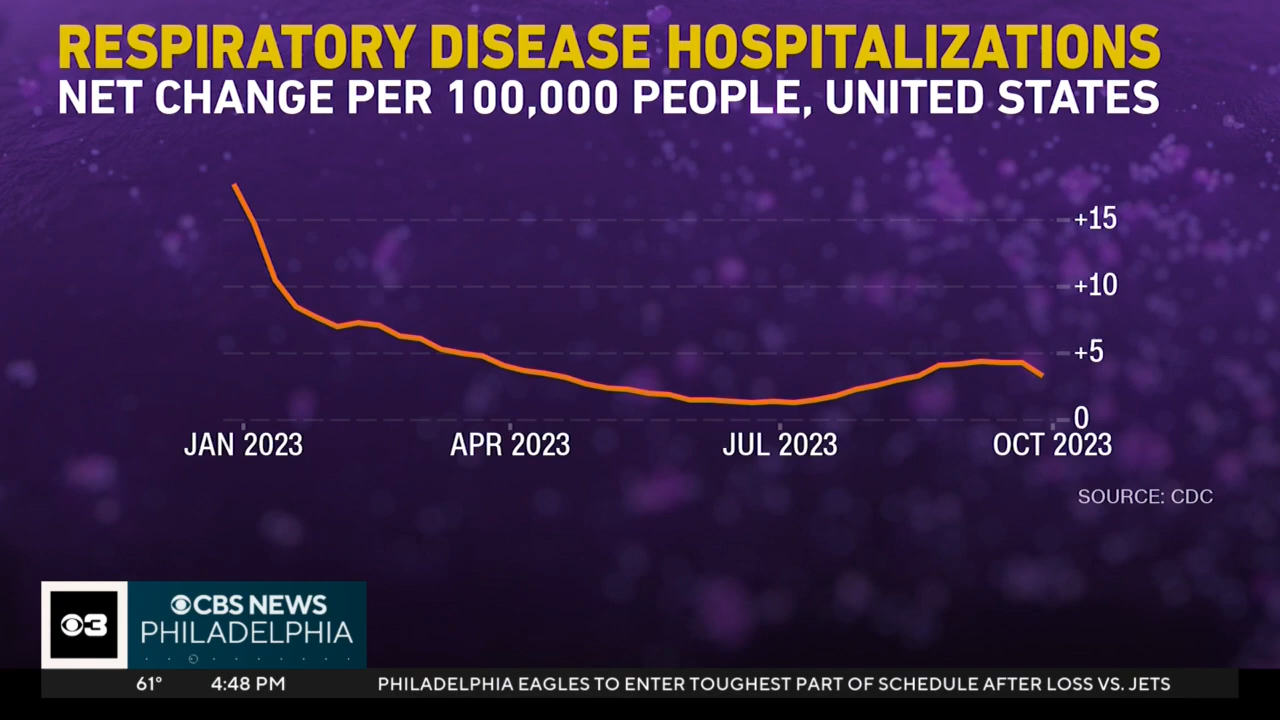 RESPIRATORY DISEASE HOSPITALIZATIONS
NET CHANGE PER 100,000 PEOPLE, UNITED STATES
+15
+10
+5
0
JAN 2023 APR 2023 JUL 2023 OCT 2023
SOURCE: CDC
3 CBS NEWS
PHILADELPHIA
61° 4:48 PM PHILADELPHIA EAGLES TO ENTER TOUGHEST PART OF SCHEDULE AFTER LOSS VS. JETS